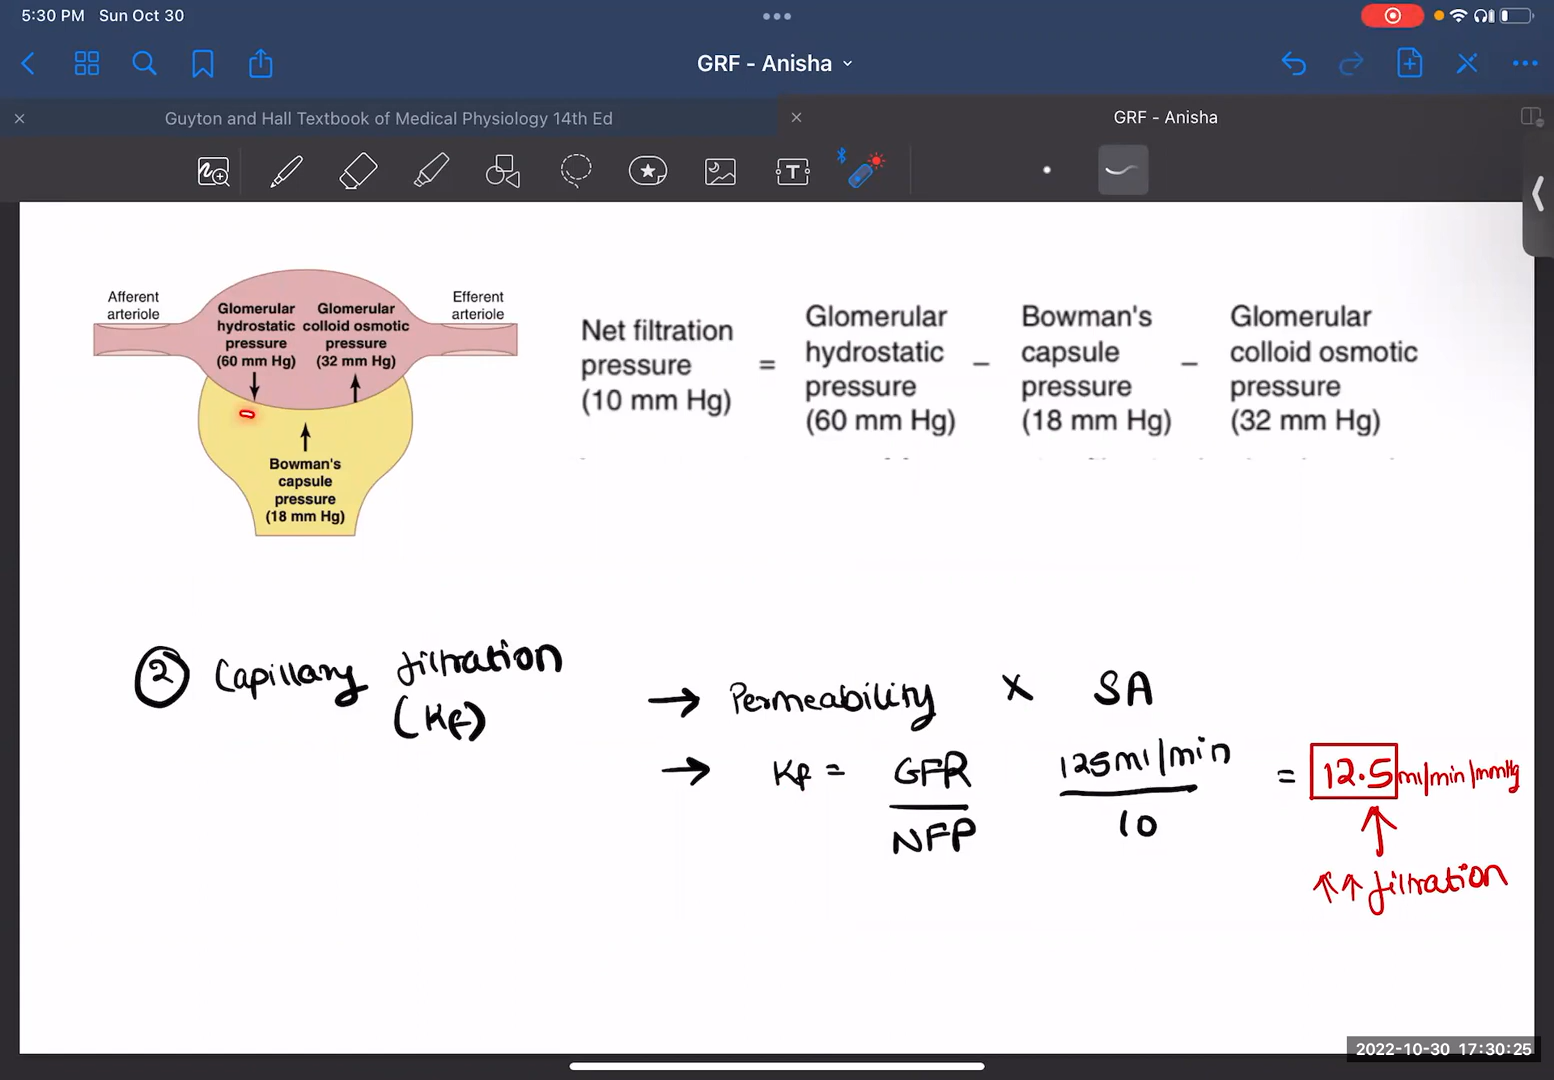 5:30 PM Sun Oct 30
GRF - Anisha
Guyton and Hall Textbook of Medical Physiology 14th Ed
GRF - Anisha
T
Afferent
arteriole
Glomerular
hydrostatic
pressure
(60 mm Hg)
Glomerular
colloid osmotic
pressure
(32 mm Hg)
Efferent
arteriole
Bowman's
capsule
pressure
(18 mm Hg)
Net filtration
pressure
(10 mm Hg)
=
Glomerular
hydrostatic
pressure
(60 mm Hg)
–
Bowman's
capsule
pressure
(18 mm Hg)
–
Glomerular
colloid osmotic
pressure
(32 mm Hg)
② Capillary filtration
(Kf)
→ Permeability × SA
→ Kf = GFR 125ml/min = 12.5 ml/min/mmHg
NFP 10
↑
↑↑ filtration
2022-10-30 17:30:25